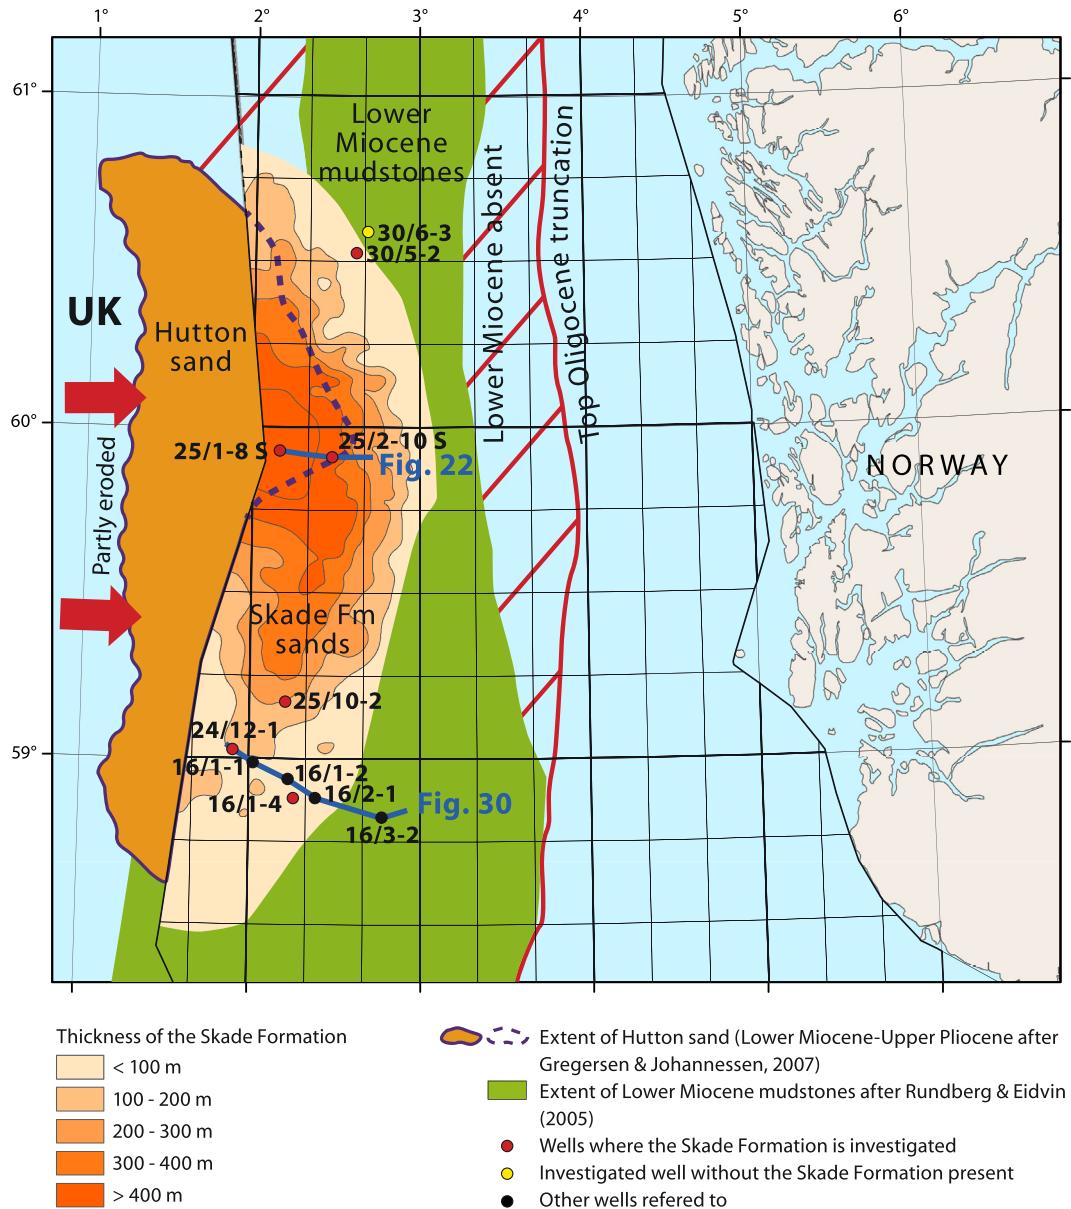 1°
2°
3°
4°
5°
6°
61°
Lower
Miocene
mudstones
Lower Miocene absent
Top Oligocene truncation
30/6-3
30/5-2
UK
Hutton
sand
60°
25/1-8 S
25/2-10 S
Fig. 22
NORWAY
Partly eroded
Skade Fm
sands
25/10-2
24/12-1
59°
16/1-1
16/1-2
16/1-4
16/2-1
Fig. 30
16/3-2
Thickness of the Skade Formation
< 100 m
100 - 200 m
200 - 300 m
300 - 400 m
> 400 m
Extent of Hutton sand (Lower Miocene-Upper Pliocene after
Gregersen & Johannessen, 2007)
Extent of Lower Miocene mudstones after Rundberg & Eidvin
(2005)
Wells where the Skade Formation is investigated
Investigated well without the Skade Formation present
Other wells refered to